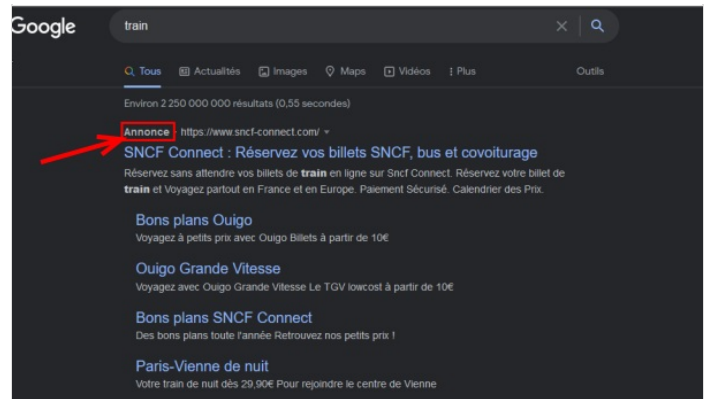 Google
train
Tous Actualités Images Maps Vidéos Plus Outils
Environ 2 250 000 000 résultats (0,55 secondes)
Annonce · https://www.sncf-connect.com/
SNCF Connect : Réservez vos billets SNCF, bus et covoiturage
Réservez sans attendre vos billets de train en ligne sur Sncf Connect. Réservez votre billet de
train et Voyagez partout en France et en Europe. Paiement Sécurisé. Calendrier des Prix.
Bons plans Ouigo
Voyagez à petits prix avec Ouigo Billets à partir de 10€
Ouigo Grande Vitesse
Voyagez avec Ouigo Grande Vitesse Le TGV lowcost à partir de 10€
Bons plans SNCF Connect
Des bons plans toute l'année Retrouvez nos petits prix !
Paris-Vienne de nuit
Votre train de nuit dès 29,90€ Pour rejoindre le centre de Vienne